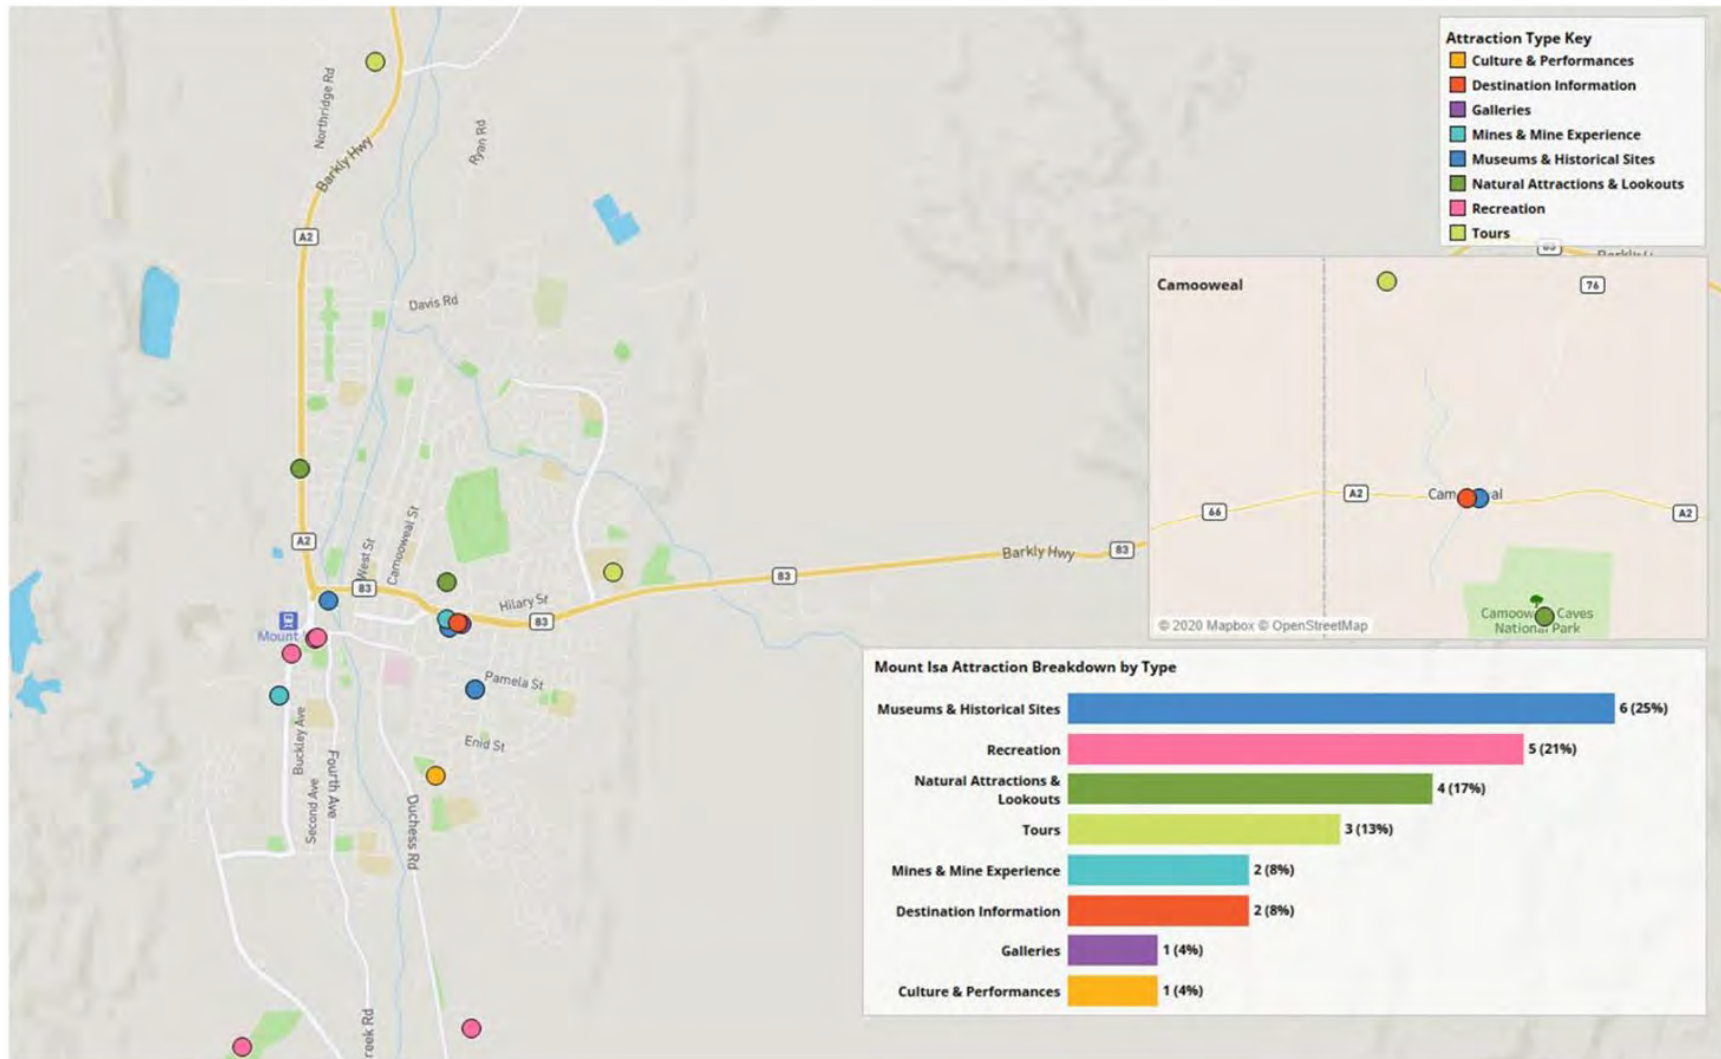 Attraction Type Key
Culture & Performances
Destination Information
Galleries
Mines & Mine Experience
Museums & Historical Sites
Natural Attractions & Lookouts
Recreation
Tours
Northridge Rd
Ryan Rd
Barkly Hwy
A2
Davis Rd
A2
West St
Camooweal St
83
Hilary St
83
83
Barkly Hwy
83
Mount
Pamela St
Enid St
Buckley Ave
Second Ave
Fourth Ave
Duchess Rd
reek Rd
Camooweal
76
66
A2
A2
Cam al
Camoow Caves
National Park
© 2020 Mapbox © OpenStreetMap
Mount Isa Attraction Breakdown by Type
Museums & Historical Sites 6 (25%)
Recreation 5 (21%)
Natural Attractions &
Lookouts 4 (17%)
Tours 3 (13%)
Mines & Mine Experience 2 (8%)
Destination Information 2 (8%)
Galleries 1 (4%)
Culture & Performances 1 (4%)